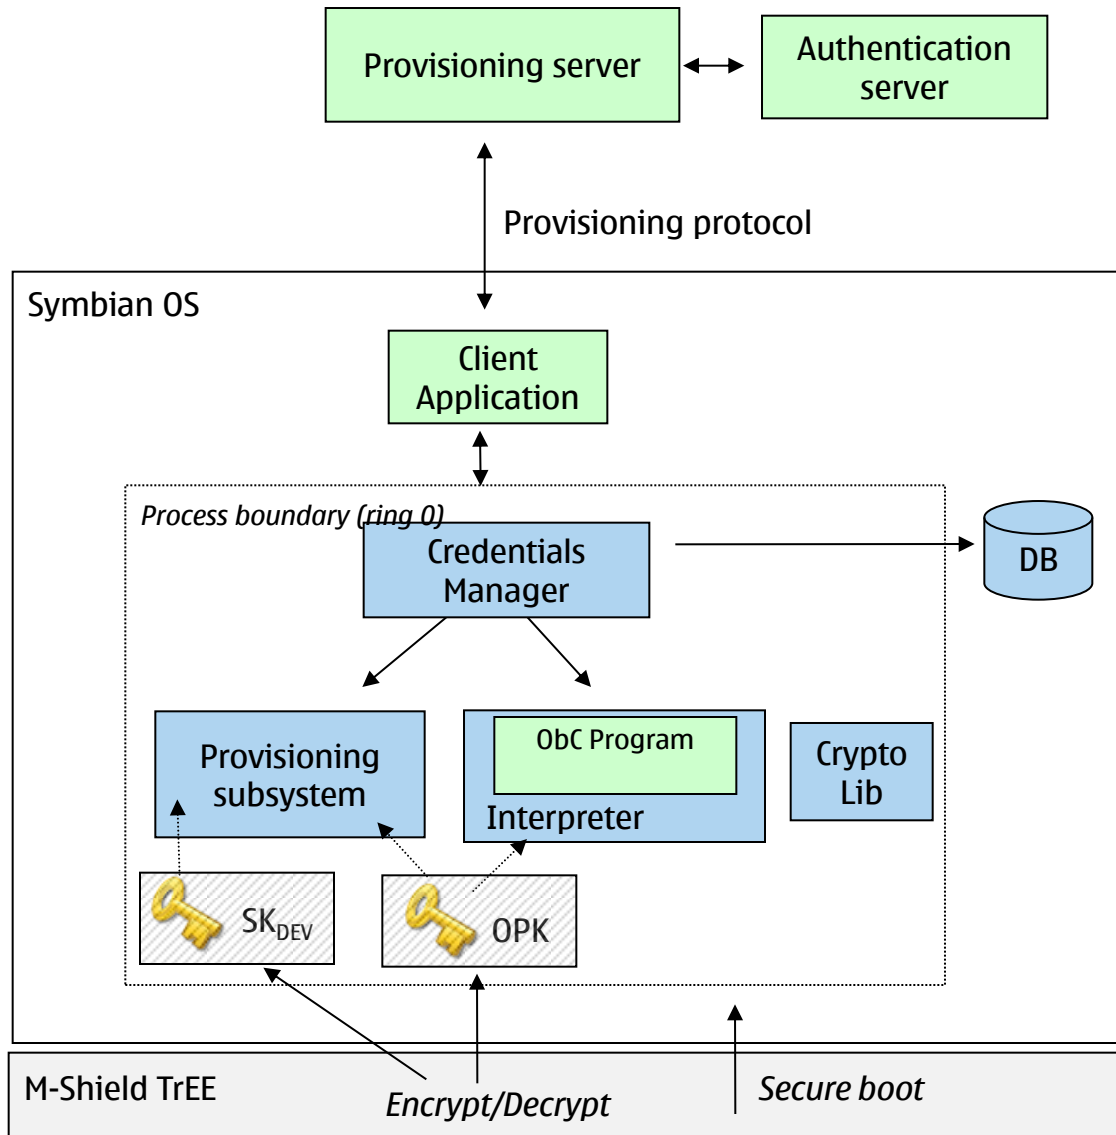 Provisioning server
Authentication
server
Provisioning protocol
Symbian OS
Client
Application
Process boundary (ring 0)
Credentials
Manager
DB
Provisioning
subsystem
ObC Program
Interpreter
Crypto
Lib
SKDEV
OPK
M-Shield TrEE
Encrypt/Decrypt
Secure boot